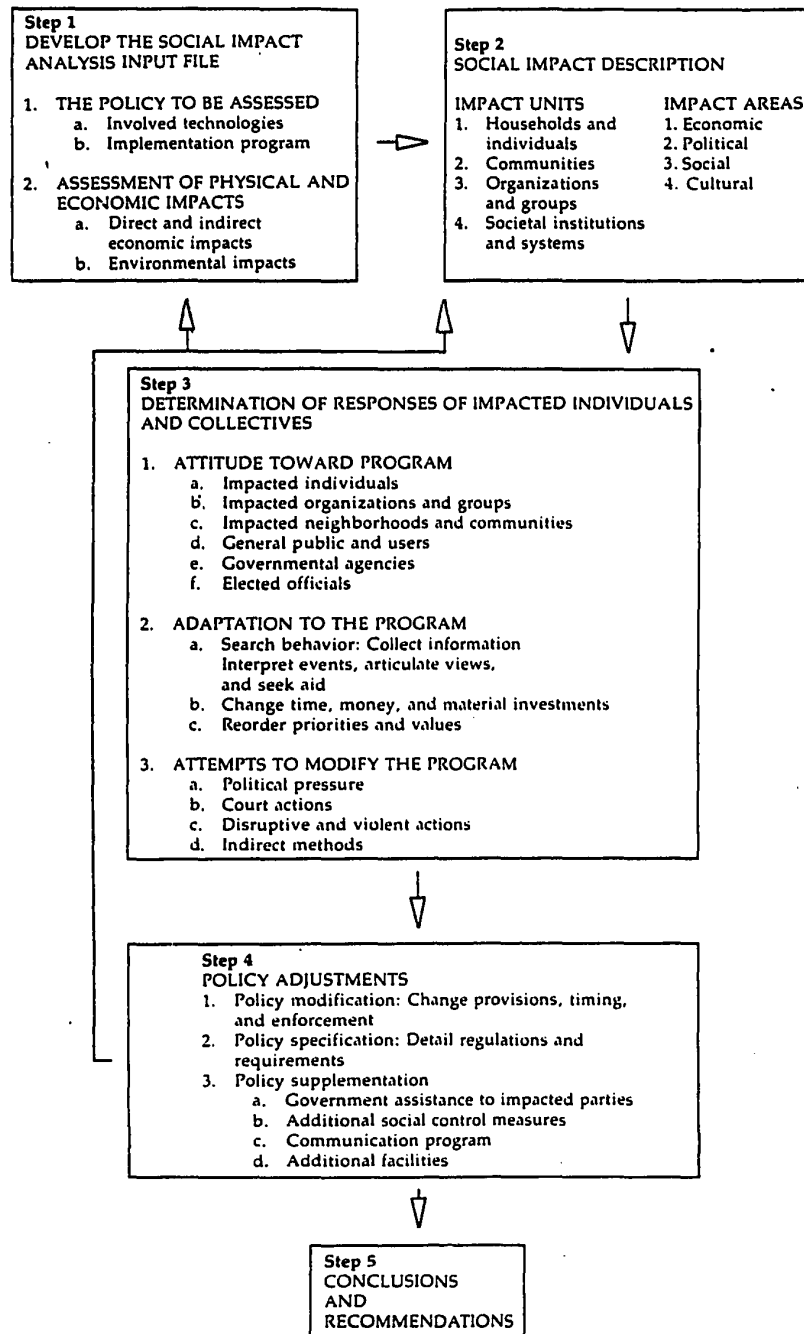 Step 1
DEVELOP THE SOCIAL IMPACT
ANALYSIS INPUT FILE
1. THE POLICY TO BE ASSESSED
a. Involved technologies
b. Implementation program
2. ASSESSMENT OF PHYSICAL AND
ECONOMIC IMPACTS
a. Direct and indirect
economic impacts
b. Environmental impacts
Step 2
SOCIAL IMPACT DESCRIPTION
IMPACT UNITS
1. Households and
individuals
2. Communities
3. Organizations
and groups
4. Societal institutions
and systems
IMPACT AREAS
1. Economic
2. Political
3. Social
4. Cultural
Step 3
DETERMINATION OF RESPONSES OF IMPACTED INDIVIDUALS
AND COLLECTIVES
1. ATTITUDE TOWARD PROGRAM
a. Impacted individuals
b. Impacted organizations and groups
c. Impacted neighborhoods and communities
d. General public and users
e. Governmental agencies
f. Elected officials
2. ADAPTATION TO THE PROGRAM
a. Search behavior: Collect information
Interpret events, articulate views,
and seek aid
b. Change time, money, and material investments
c. Reorder priorities and values
3. ATTEMPTS TO MODIFY THE PROGRAM
a. Political pressure
b. Court actions
c. Disruptive and violent actions
d. Indirect methods
Step 4
POLICY ADJUSTMENTS
1. Policy modification: Change provisions, timing,
and enforcement
2. Policy specification: Detail regulations and
requirements
3. Policy supplementation
a. Government assistance to impacted parties
b. Additional social control measures
c. Communication program
d. Additional facilities
Step 5
CONCLUSIONS
AND
RECOMMENDATIONS